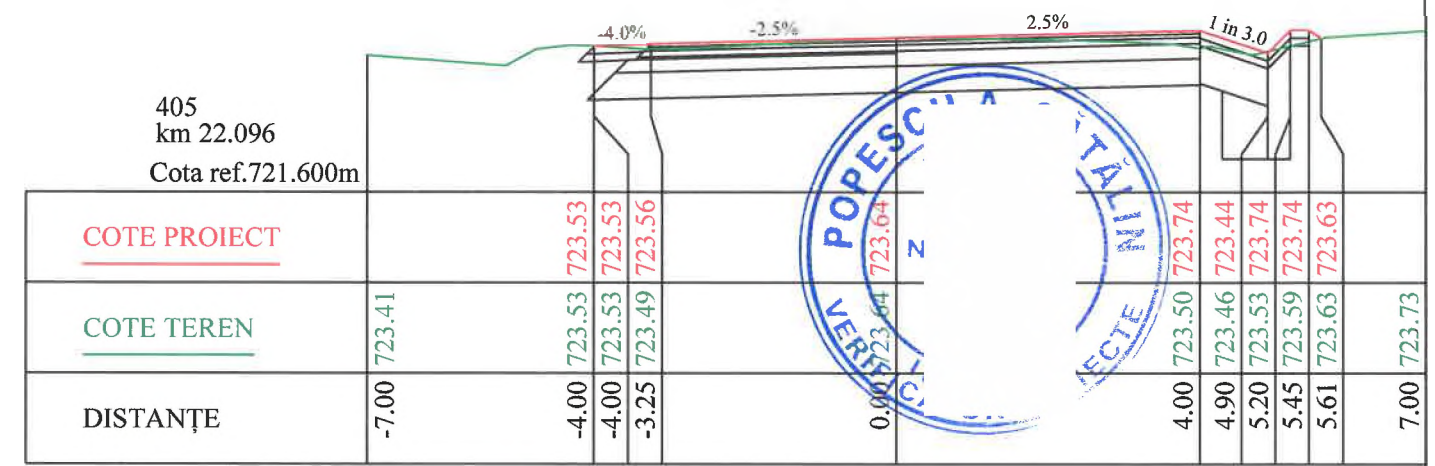 -4.0% -2.5% 2.5% 1 in 3.0
405
km 22.096
Cota ref.721.600m
COTE PROIECT 723.53 723.53 723.56 723.64 723.74 723.44 723.74 723.74 723.63
COTE TEREN 723.41 723.53 723.53 723.49 723.64 723.50 723.46 723.53 723.59 723.63 723.73
DISTANȚE -7.00 -4.00 -4.00 -3.25 0.00 4.00 4.90 5.20 5.45 5.61 7.00
POPESCU